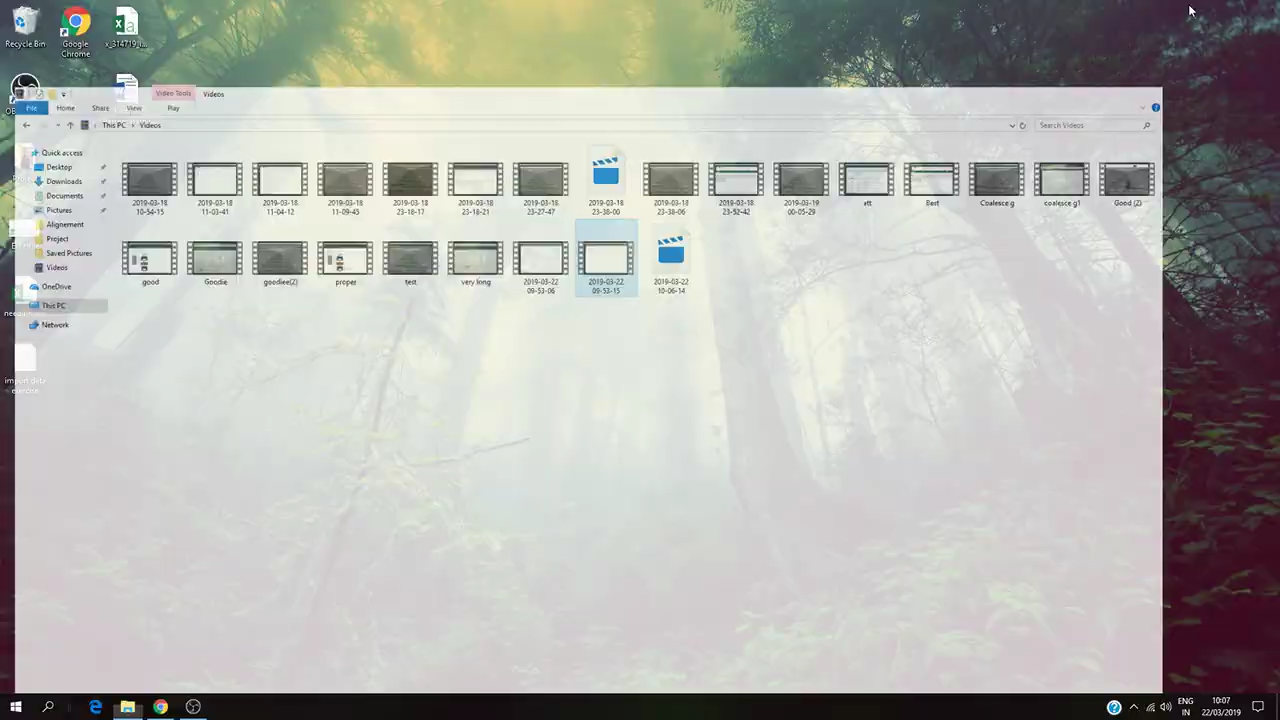 Recycle Bin
Google
Chrome
x_314719_i...
Video Tools
Videos
File
Home
Share
View
Play
This PC
Videos
Search Videos
Quick access
Desktop
Downloads
Documents
Pictures
Alignement
Project
Saved Pictures
Videos
OneDrive
This PC
Network
import data
exercise
2019-03-18
10-54-15
2019-03-18
11-03-41
2019-03-18
11-04-12
2019-03-18
11-09-45
2019-03-18
23-18-17
2019-03-18
23-18-21
2019-03-18
23-27-47
2019-03-18
23-38-00
2019-03-18
23-38-06
2019-03-18
23-52-42
2019-03-19
00-05-29
att
Best
Coalesce g
coalesce g1
Good (2)
good
Goodie
goodiee(2)
proper
test
very long
2019-03-22
09-53-06
2019-03-22
09-53-15
2019-03-22
10-06-14
ENG
IN
10:07
22/03/2019